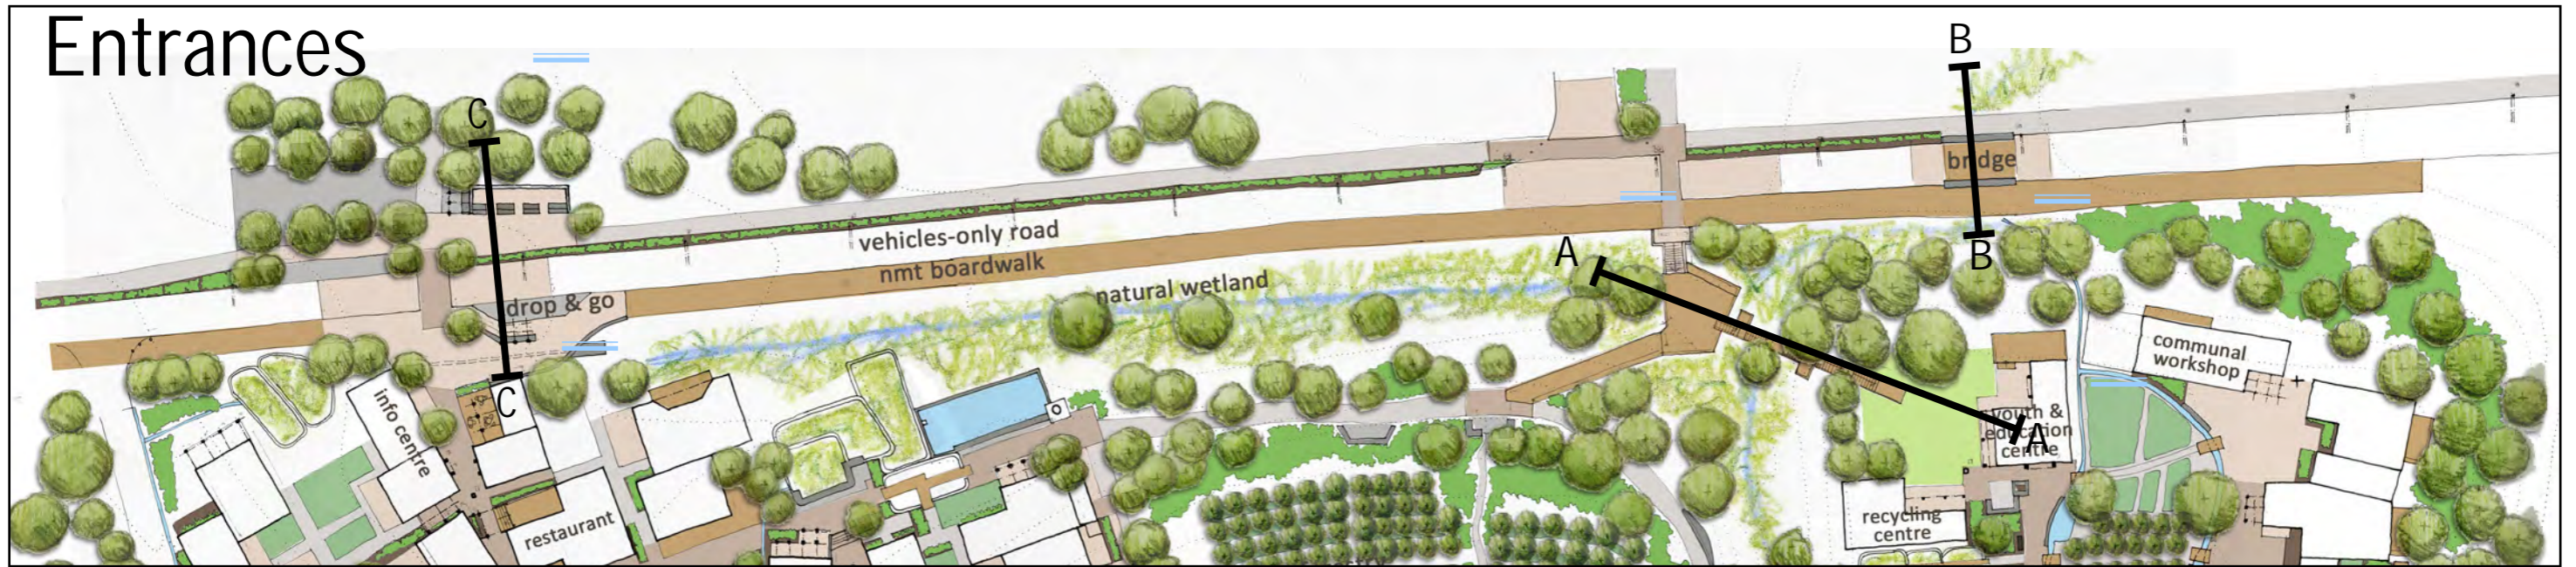 Entrances
B
C
bridge
vehicles-only road
A
B
nmt boardwalk
natural wetland
drop & go
communal
workshop
C
info centre
youth &
education
centre
A
restaurant
recycling
centre